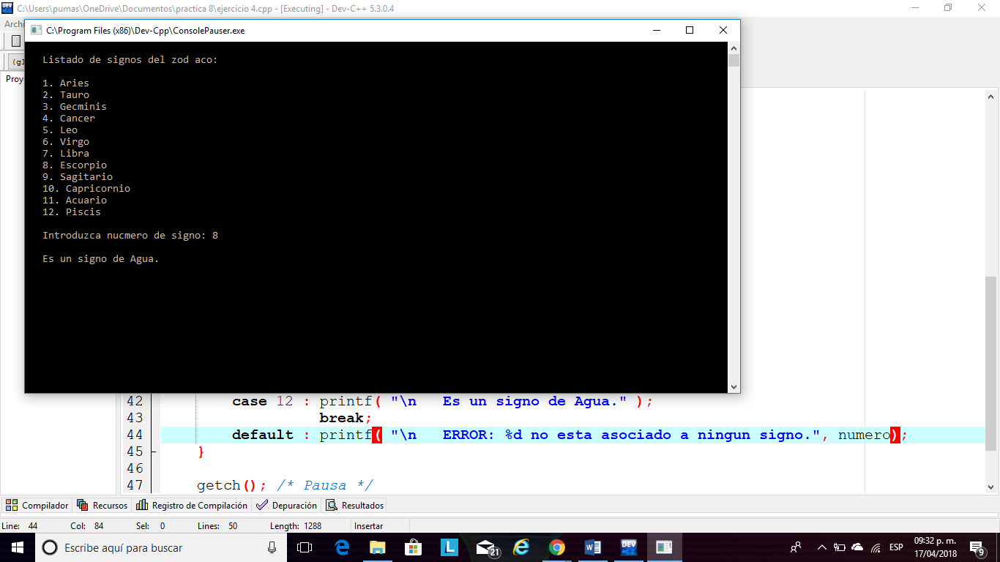 C:\Users\pumas\OneDrive\Documentos\practica 8\ejercicio 4.cpp - [Executing] - Dev-C++ 5.3.0.4
Archi
C:\Program Files (x86)\Dev-Cpp\ConsolePauser.exe
(gl
Proy
Listado de signos del zod aco:
1. Aries
2. Tauro
3. Gecminis
4. Cancer
5. Leo
6. Virgo
7. Libra
8. Escorpio
9. Sagitario
10. Capricornio
11. Acuario
12. Piscis
Introduzca nucmero de signo: 8
Es un signo de Agua.
42 case 12 : printf( "\n   Es un signo de Agua." );
43 break;
44 default : printf( "\n   ERROR: %d no esta asociado a ningun signo.", numero);
45 }
46
47 getch(); /* Pausa */
Compilador Recursos Registro de Compilación Depuración Resultados
Line: 44 Col: 84 Sel: 0 Lines: 50 Length: 1288 Insertar
Escribe aquí para buscar
L
21
W
DEV
ESP
09:32 p. m.
17/04/2018
9